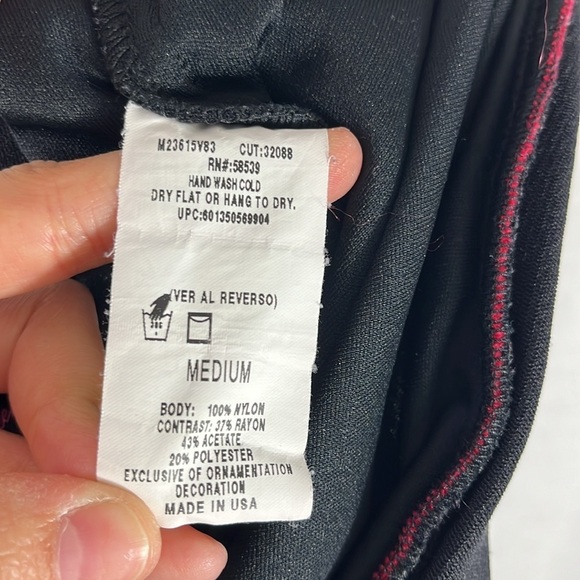 M23615V83 CUT:32088
RN#:58539
HAND WASH COLD
DRY FLAT OR HANG TO DRY.
UPC:601350569904
(VER AL REVERSO)
MEDIUM
BODY: 100% NYLON
CONTRAST: 37% RAYON
43% ACETATE
20% POLYESTER
EXCLUSIVE OF ORNAMENTATION
DECORATION
MADE IN USA